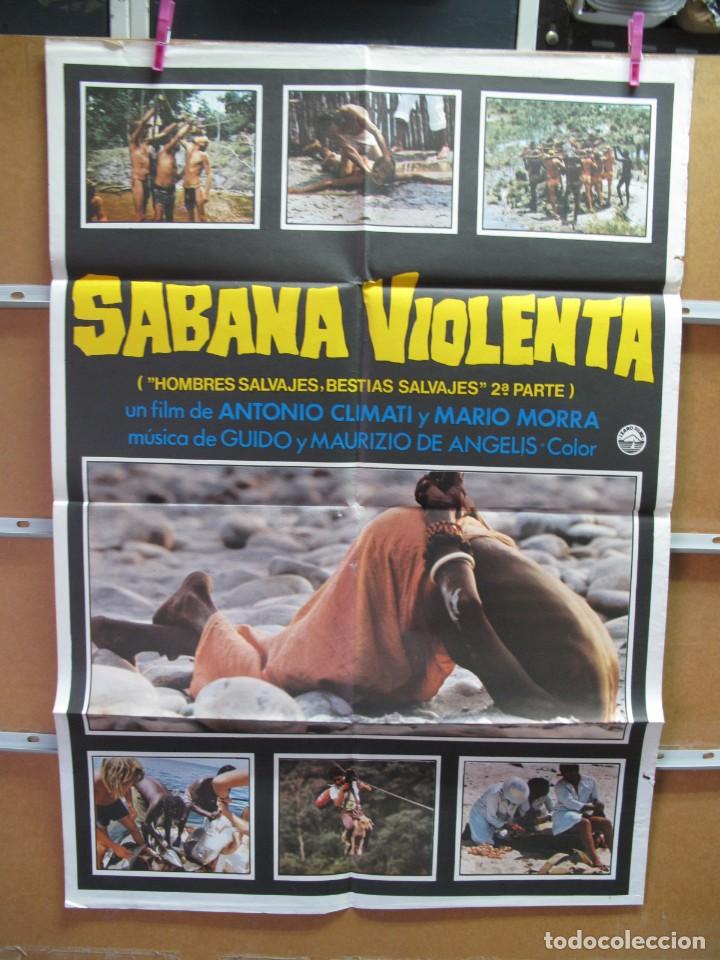 SABANA VIOLENTA
("HOMBRES SALVAJES, BESTIAS SALVAJES" 2ª PARTE)
un film de ANTONIO CLIMATI y MARIO MORRA
música de GUIDO y MAURIZIO DE ANGELIS·Color
todocoleccion